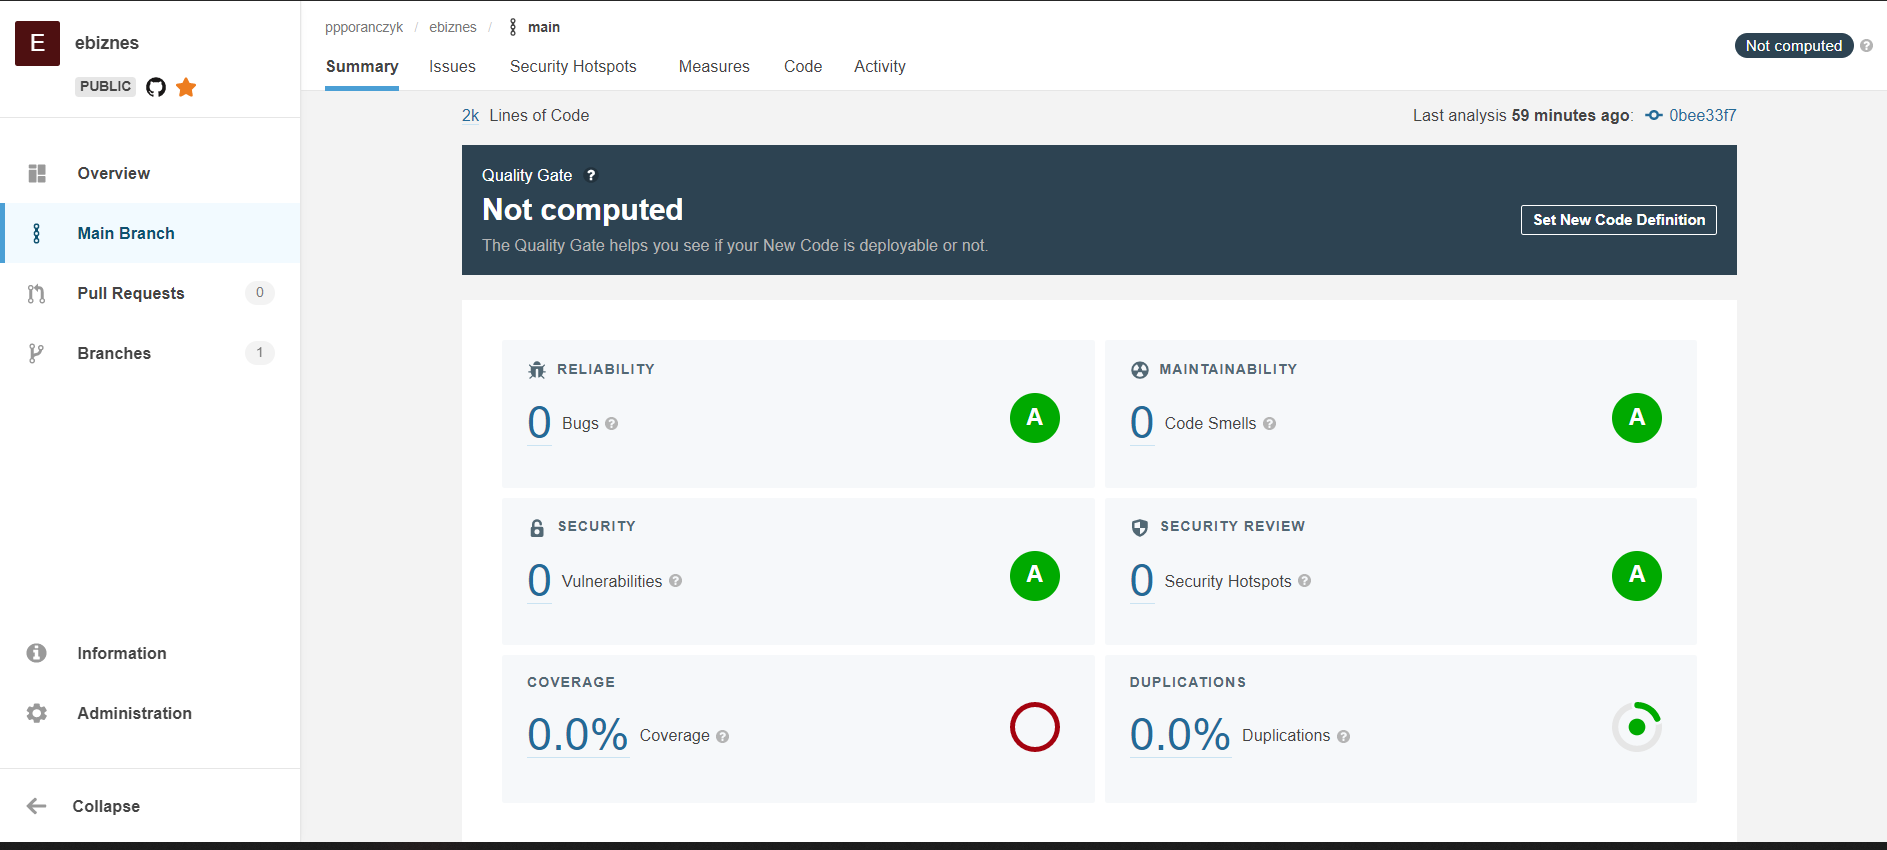 E
ebiznes
PUBLIC
Overview
Main Branch
Pull Requests 0
Branches 1
Information
Administration
Collapse
ppporanczyk / ebiznes / main
Not computed ?
Summary Issues Security Hotspots Measures Code Activity
2k Lines of Code
Last analysis 59 minutes ago: 0bee33f7
Quality Gate ?
Not computed
The Quality Gate helps you see if your New Code is deployable or not.
Set New Code Definition
RELIABILITY
0 Bugs ?
A
MAINTAINABILITY
0 Code Smells ?
A
SECURITY
0 Vulnerabilities ?
A
SECURITY REVIEW
0 Security Hotspots ?
A
COVERAGE
0.0% Coverage ?
DUPLICATIONS
0.0% Duplications ?